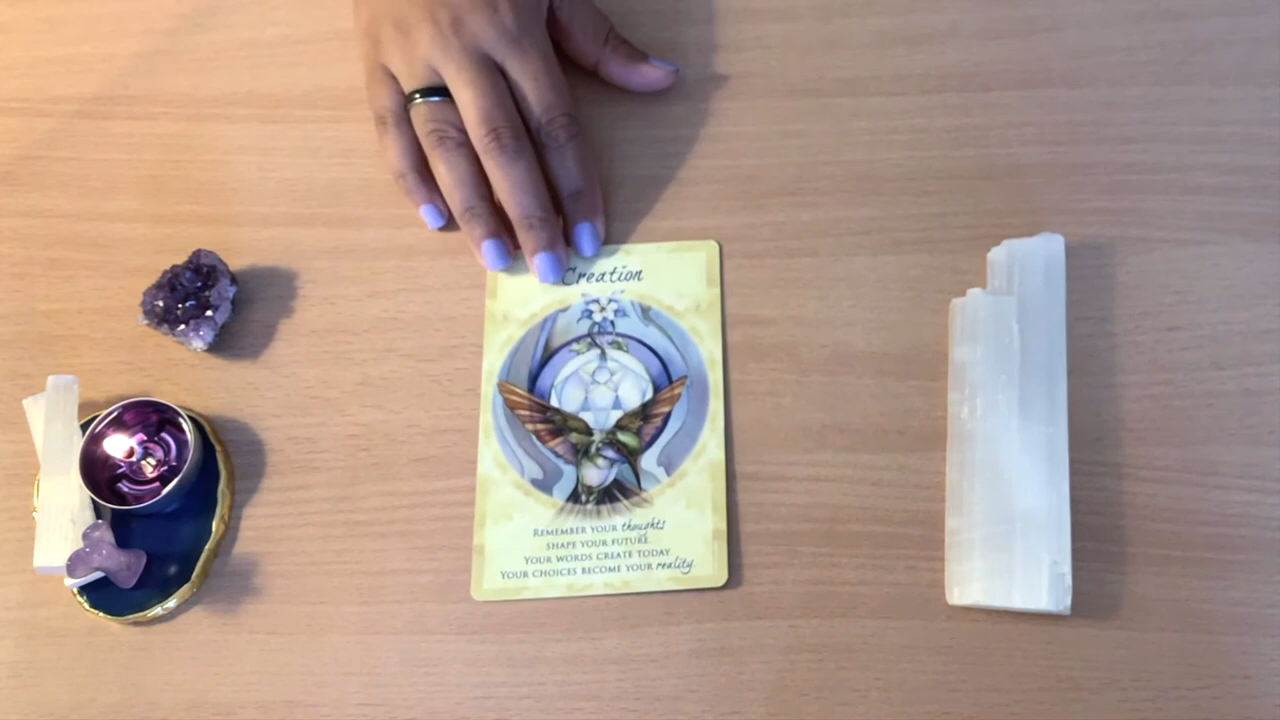 Creation
REMEMBER YOUR thoughts
SHAPE YOUR FUTURE.
YOUR WORDS CREATE TODAY.
YOUR CHOICES BECOME YOUR reality.